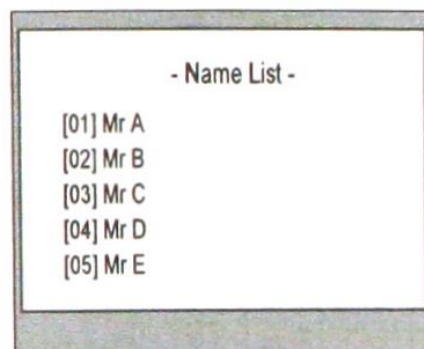 - Name List -
[01] Mr A
[02] Mr B
[03] Mr C
[04] Mr D
[05] Mr E